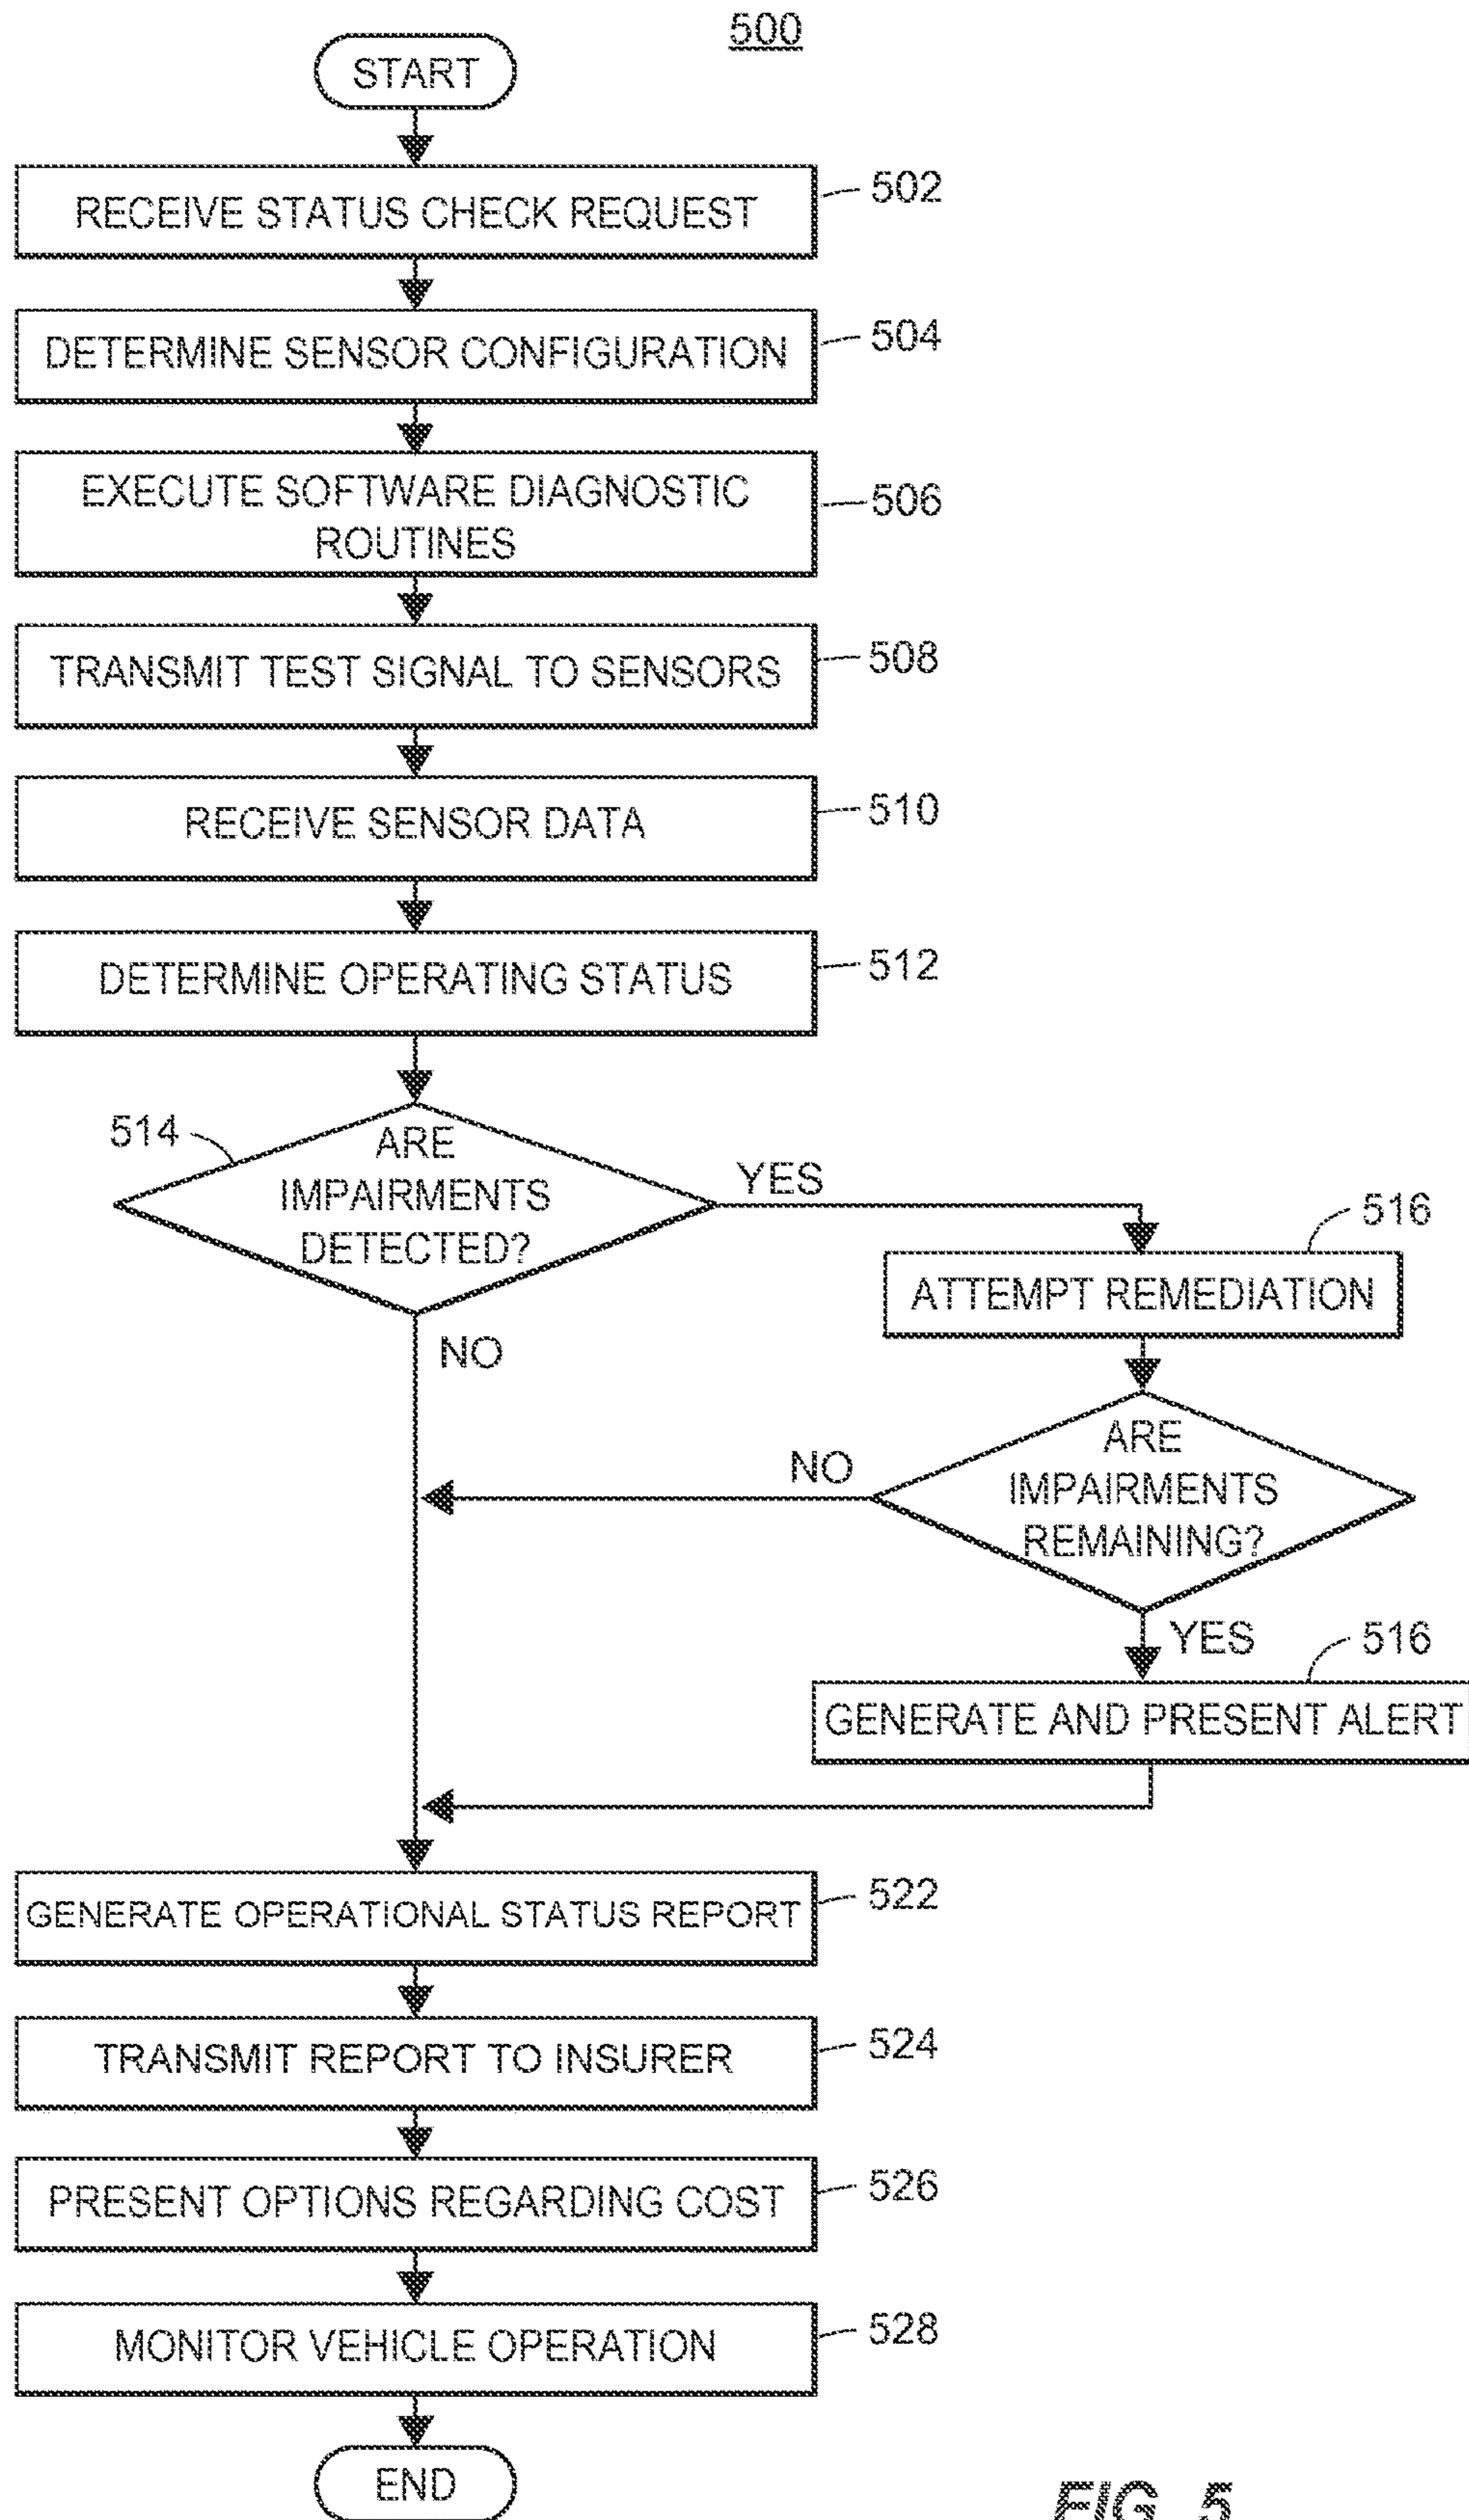 500
START
RECEIVE STATUS CHECK REQUEST
502
DETERMINE SENSOR CONFIGURATION
504
EXECUTE SOFTWARE DIAGNOSTIC
ROUTINES
506
TRANSMIT TEST SIGNAL TO SENSORS
508
RECEIVE SENSOR DATA
510
DETERMINE OPERATING STATUS
512
514
ARE
IMPAIRMENTS
DETECTED?
YES
NO
516
ATTEMPT REMEDIATION
ARE
IMPAIRMENTS
REMAINING?
NO
YES
516
GENERATE AND PRESENT ALERT
GENERATE OPERATIONAL STATUS REPORT
522
TRANSMIT REPORT TO INSURER
524
PRESENT OPTIONS REGARDING COST
526
MONITOR VEHICLE OPERATION
528
END
FIG. 5